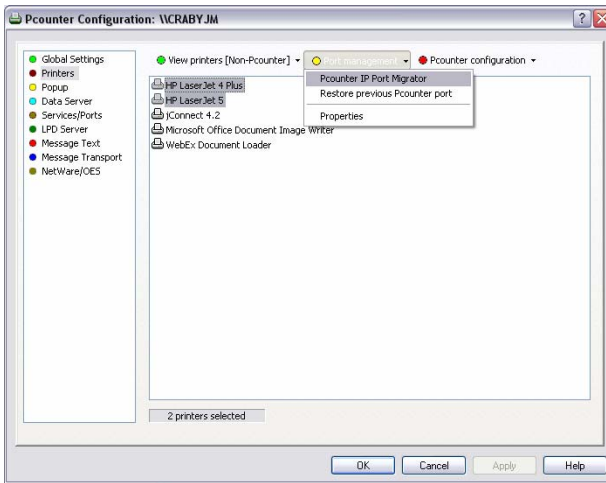 Pcounter Configuration: \\CRABYJM
Global Settings
Printers
Popup
Data Server
Services/Ports
LPD Server
Message Text
Message Transport
NetWare/OES
View printers [Non-Pcounter]
Port management
Pcounter configuration
Pcounter IP Port Migrator
Restore previous Pcounter port
Properties
HP LaserJet 4 Plus
HP LaserJet 5
jConnect 4.2
Microsoft Office Document Image Writer
WebEx Document Loader
2 printers selected
OK
Cancel
Apply
Help